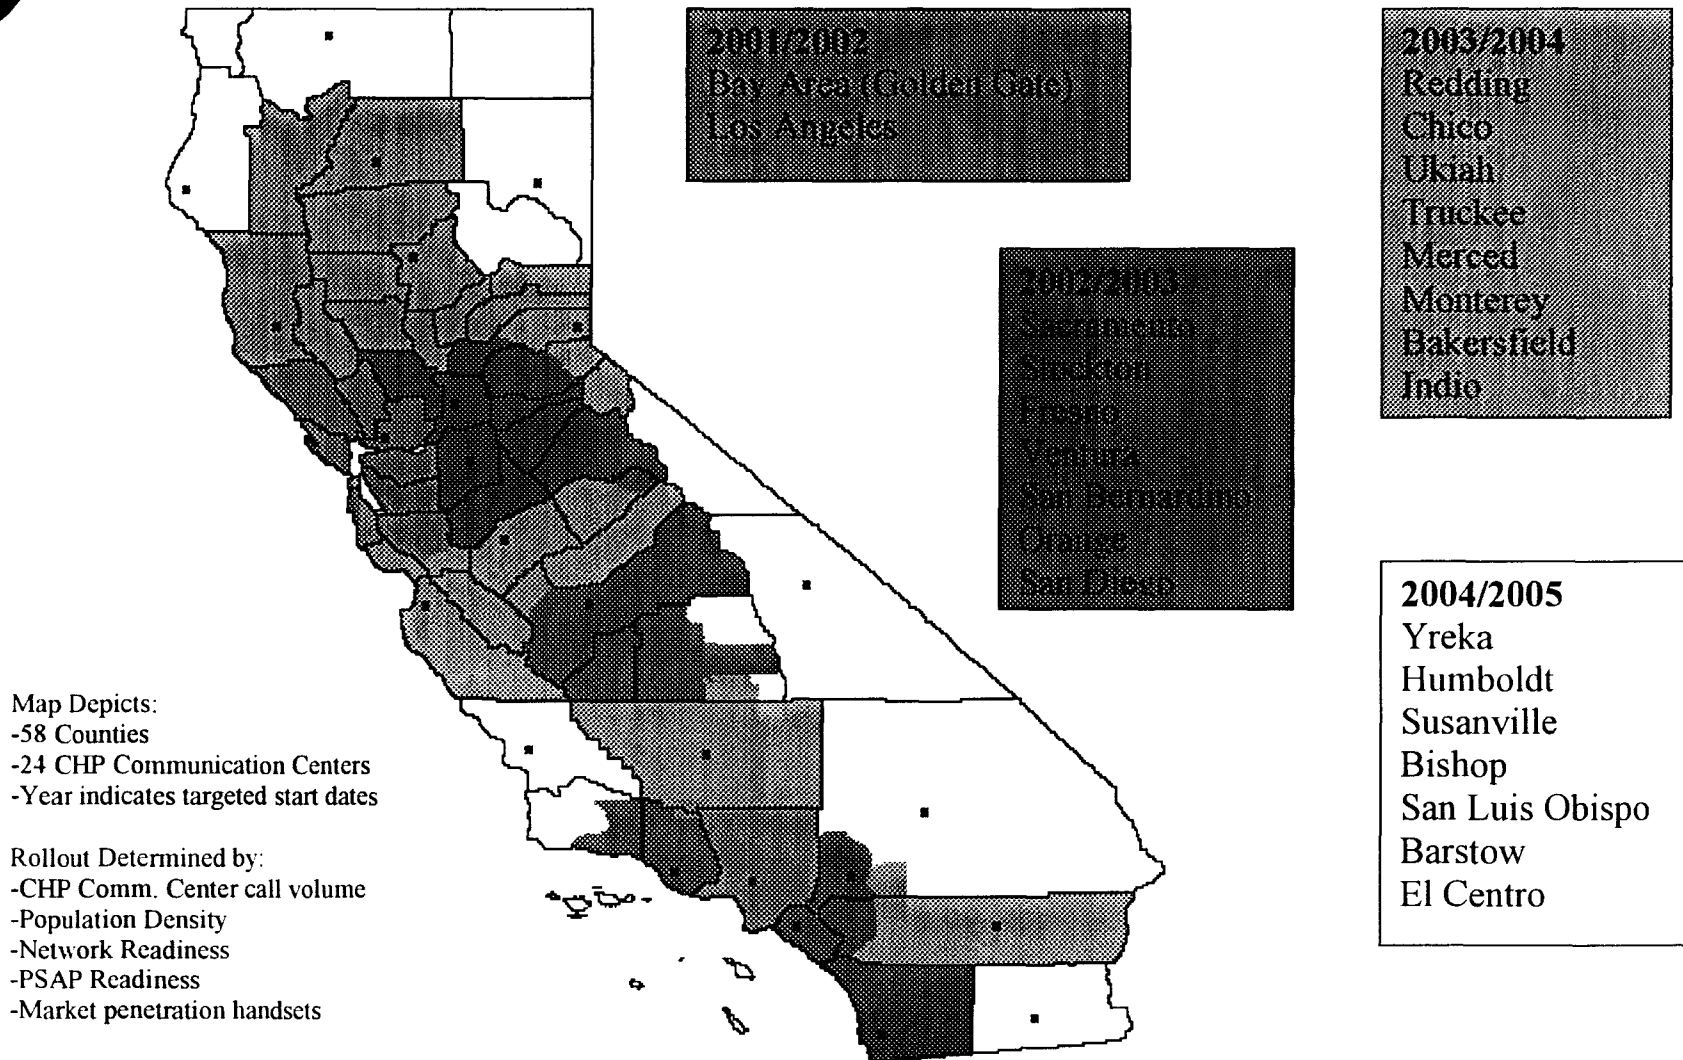 2001/2002
Bay Area (Golden Gate)
Los Angeles
2003/2004
Redding
Chico
Ukiah
Truckee
Merced
Monterey
Bakersfield
Indio
2002/2003
Sacramento
Stockton
Fresno
Ventura
San Bernardino
Orange
San Diego
2004/2005
Yreka
Humboldt
Susanville
Bishop
San Luis Obispo
Barstow
El Centro
Map Depicts:
-58 Counties
-24 CHP Communication Centers
-Year indicates targeted start dates
Rollout Determined by:
-CHP Comm. Center call volume
-Population Density
-Network Readiness
-PSAP Readiness
-Market penetration handsets